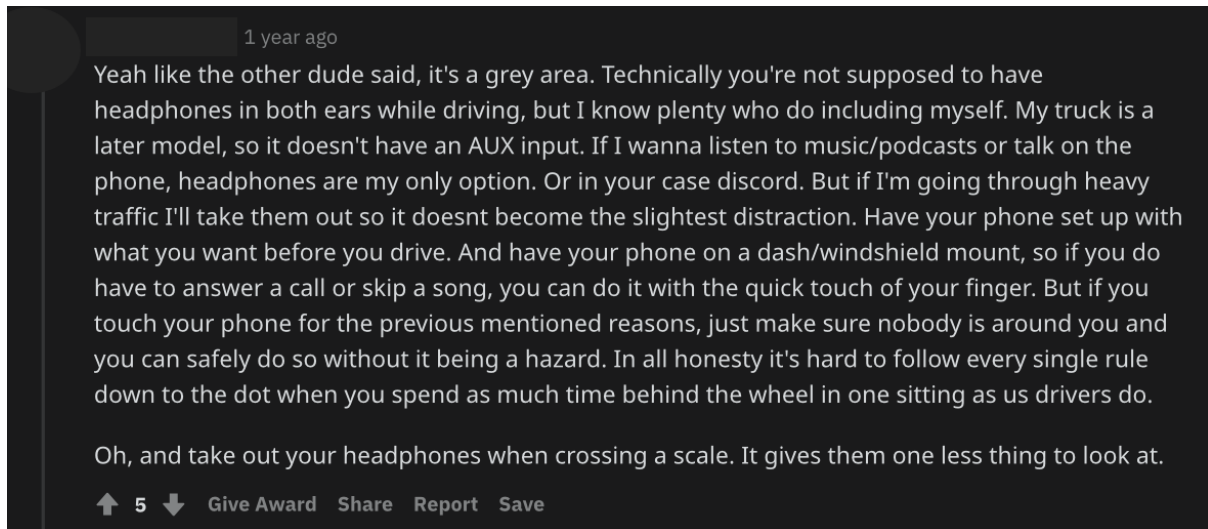 1 year ago
Yeah like the other dude said, it's a grey area. Technically you're not supposed to have
headphones in both ears while driving, but I know plenty who do including myself. My truck is a
later model, so it doesn't have an AUX input. If I wanna listen to music/podcasts or talk on the
phone, headphones are my only option. Or in your case discord. But if I'm going through heavy
traffic I'll take them out so it doesnt become the slightest distraction. Have your phone set up with
what you want before you drive. And have your phone on a dash/windshield mount, so if you do
have to answer a call or skip a song, you can do it with the quick touch of your finger. But if you
touch your phone for the previous mentioned reasons, just make sure nobody is around you and
you can safely do so without it being a hazard. In all honesty it's hard to follow every single rule
down to the dot when you spend as much time behind the wheel in one sitting as us drivers do.
Oh, and take out your headphones when crossing a scale. It gives them one less thing to look at.
5 Give Award Share Report Save